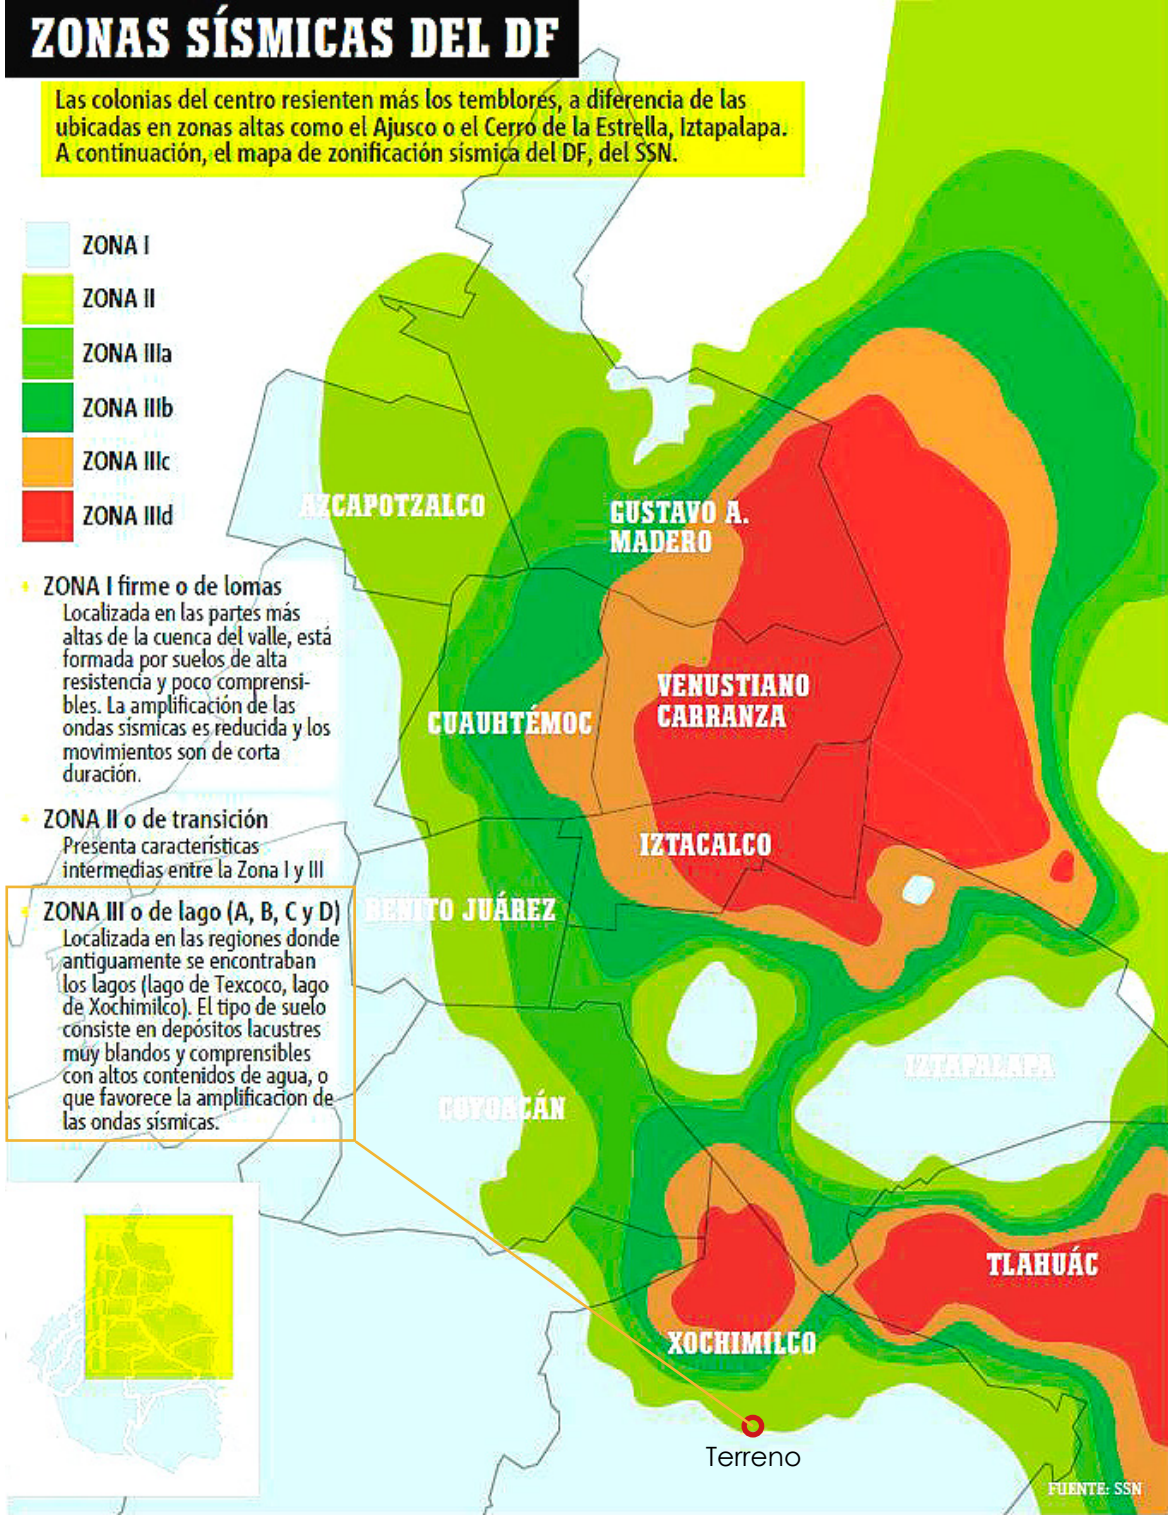 ZONAS SÍSMICAS DEL DF
Las colonias del centro resienten más los temblores, a diferencia de las
ubicadas en zonas altas como el Ajusco o el Cerro de la Estrella, Iztapalapa.
A continuación, el mapa de zonificación sísmica del DF, del SSN.
ZONA I
ZONA II
ZONA IIIa
ZONA IIIb
ZONA IIIc
ZONA IIId
ZONA I firme o de lomas
Localizada en las partes más
altas de la cuenca del valle, está
formada por suelos de alta
resistencia y poco comprensi-
bles. La amplificación de las
ondas sísmicas es reducida y los
movimientos son de corta
duración.
ZONA II o de transición
Presenta características
intermedias entre la Zona I y III
ZONA III o de lago (A, B, C y D)
Localizada en las regiones donde
antiguamente se encontraban
los lagos (lago de Texcoco, lago
de Xochimilco). El tipo de suelo
consiste en depósitos lacustres
muy blandos y comprensibles
con altos contenidos de agua, o
que favorece la amplificacion de
las ondas sísmicas.
AZCAPOTZALCO
GUSTAVO A.
MADERO
CUAUHTÉMOC
VENUSTIANO
CARRANZA
IZTACALCO
BENITO JUÁREZ
IZTAPALAPA
COYOACÁN
TLAHUÁC
XOCHIMILCO
Terreno
FUENTE: SSN